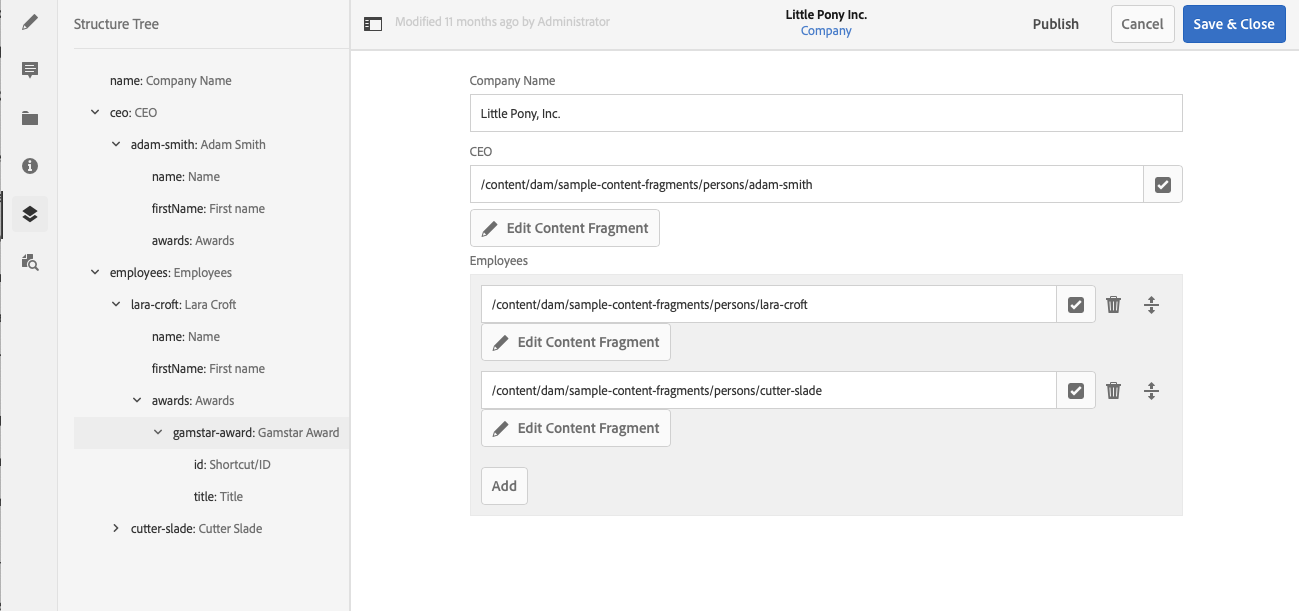 Structure Tree
name: Company Name
ceo: CEO
adam-smith: Adam Smith
name: Name
firstName: First name
awards: Awards
employees: Employees
lara-croft: Lara Croft
name: Name
firstName: First name
awards: Awards
gamstar-award: Gamstar Award
id: Shortcut/ID
title: Title
cutter-slade: Cutter Slade
Modified 11 months ago by Administrator
Little Pony Inc.
Company
Publish
Cancel
Save & Close
Company Name
Little Pony, Inc.
CEO
/content/dam/sample-content-fragments/persons/adam-smith
Edit Content Fragment
Employees
/content/dam/sample-content-fragments/persons/lara-croft
Edit Content Fragment
/content/dam/sample-content-fragments/persons/cutter-slade
Edit Content Fragment
Add